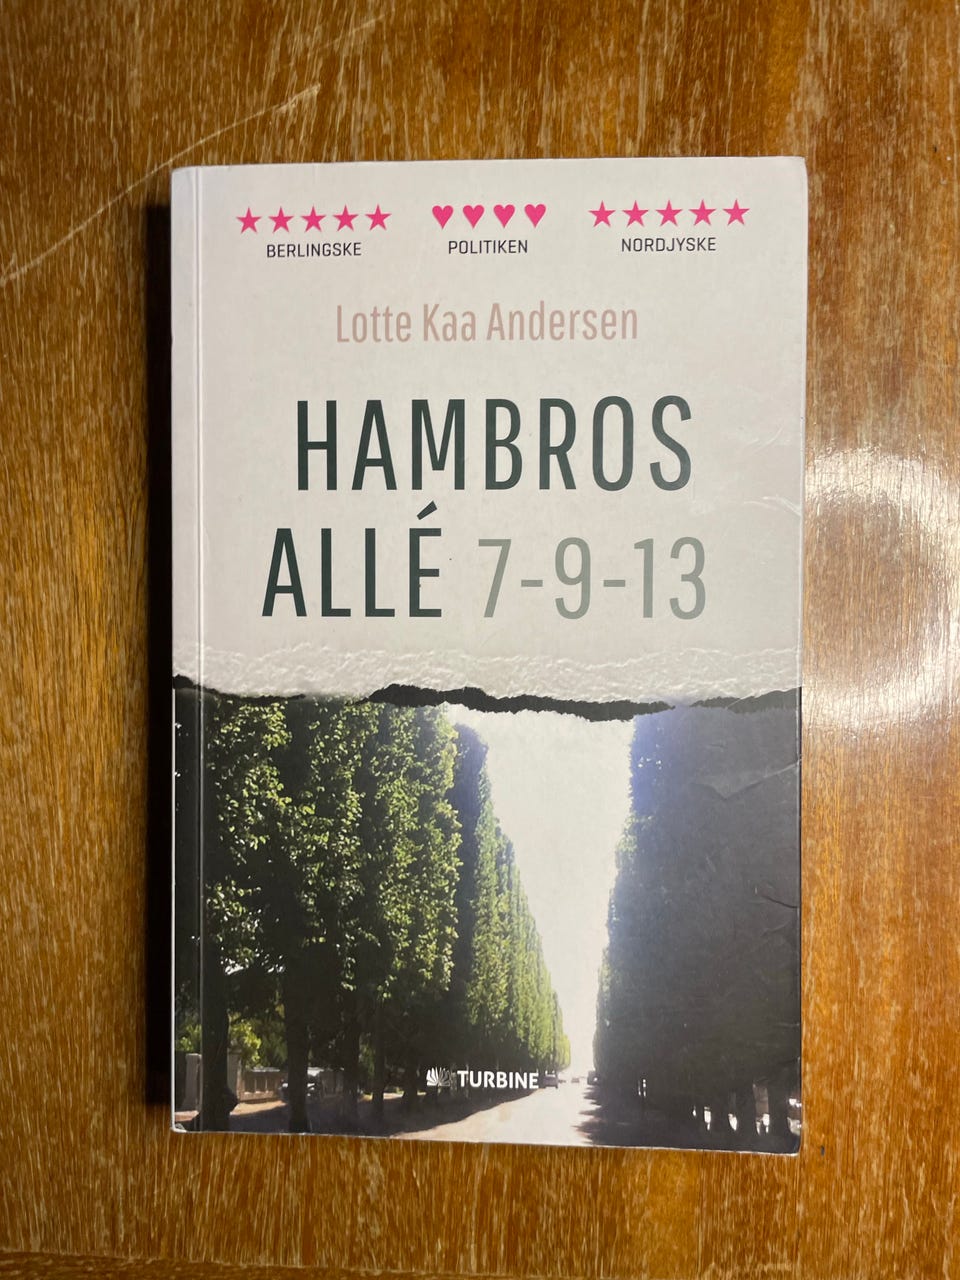 ★★★★★ ♥♥♥♥ ★★★★★
BERLINGSKE POLITIKEN NORDJYSKE
Lotte Kaa Andersen
HAMBROS
ALLÉ 7-9-13
TURBINE